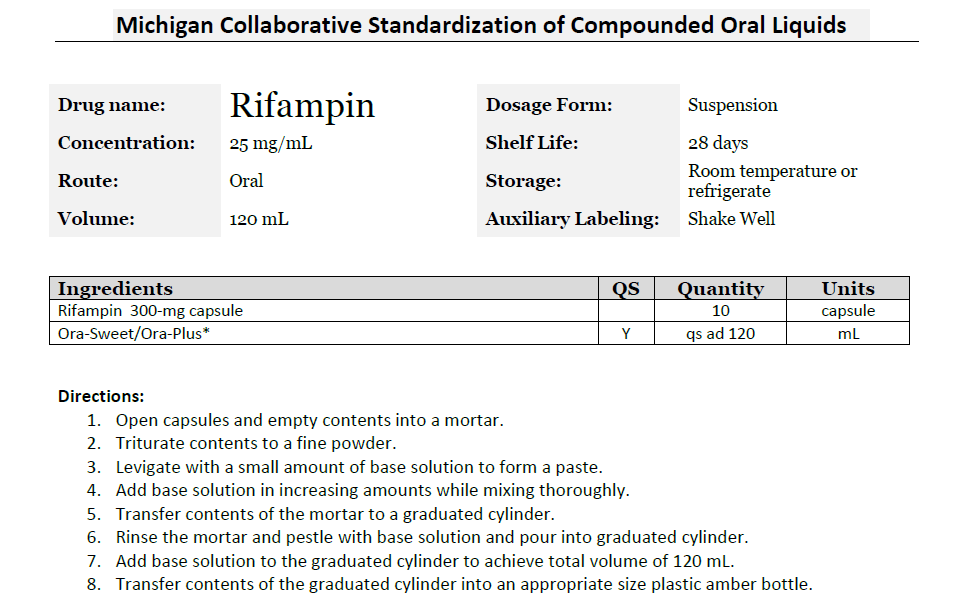 Michigan Collaborative Standardization of Compounded Oral Liquids
Drug name: Rifampin Dosage Form: Suspension
Concentration: 25 mg/mL Shelf Life: 28 days
Route: Oral Storage: Room temperature or
refrigerate
Volume: 120 mL Auxiliary Labeling: Shake Well
Ingredients QS Quantity Units
Rifampin 300-mg capsule 10 capsule
Ora-Sweet/Ora-Plus* Y qs ad 120 mL
Directions:
1. Open capsules and empty contents into a mortar.
2. Triturate contents to a fine powder.
3. Levigate with a small amount of base solution to form a paste.
4. Add base solution in increasing amounts while mixing thoroughly.
5. Transfer contents of the mortar to a graduated cylinder.
6. Rinse the mortar and pestle with base solution and pour into graduated cylinder.
7. Add base solution to the graduated cylinder to achieve total volume of 120 mL.
8. Transfer contents of the graduated cylinder into an appropriate size plastic amber bottle.